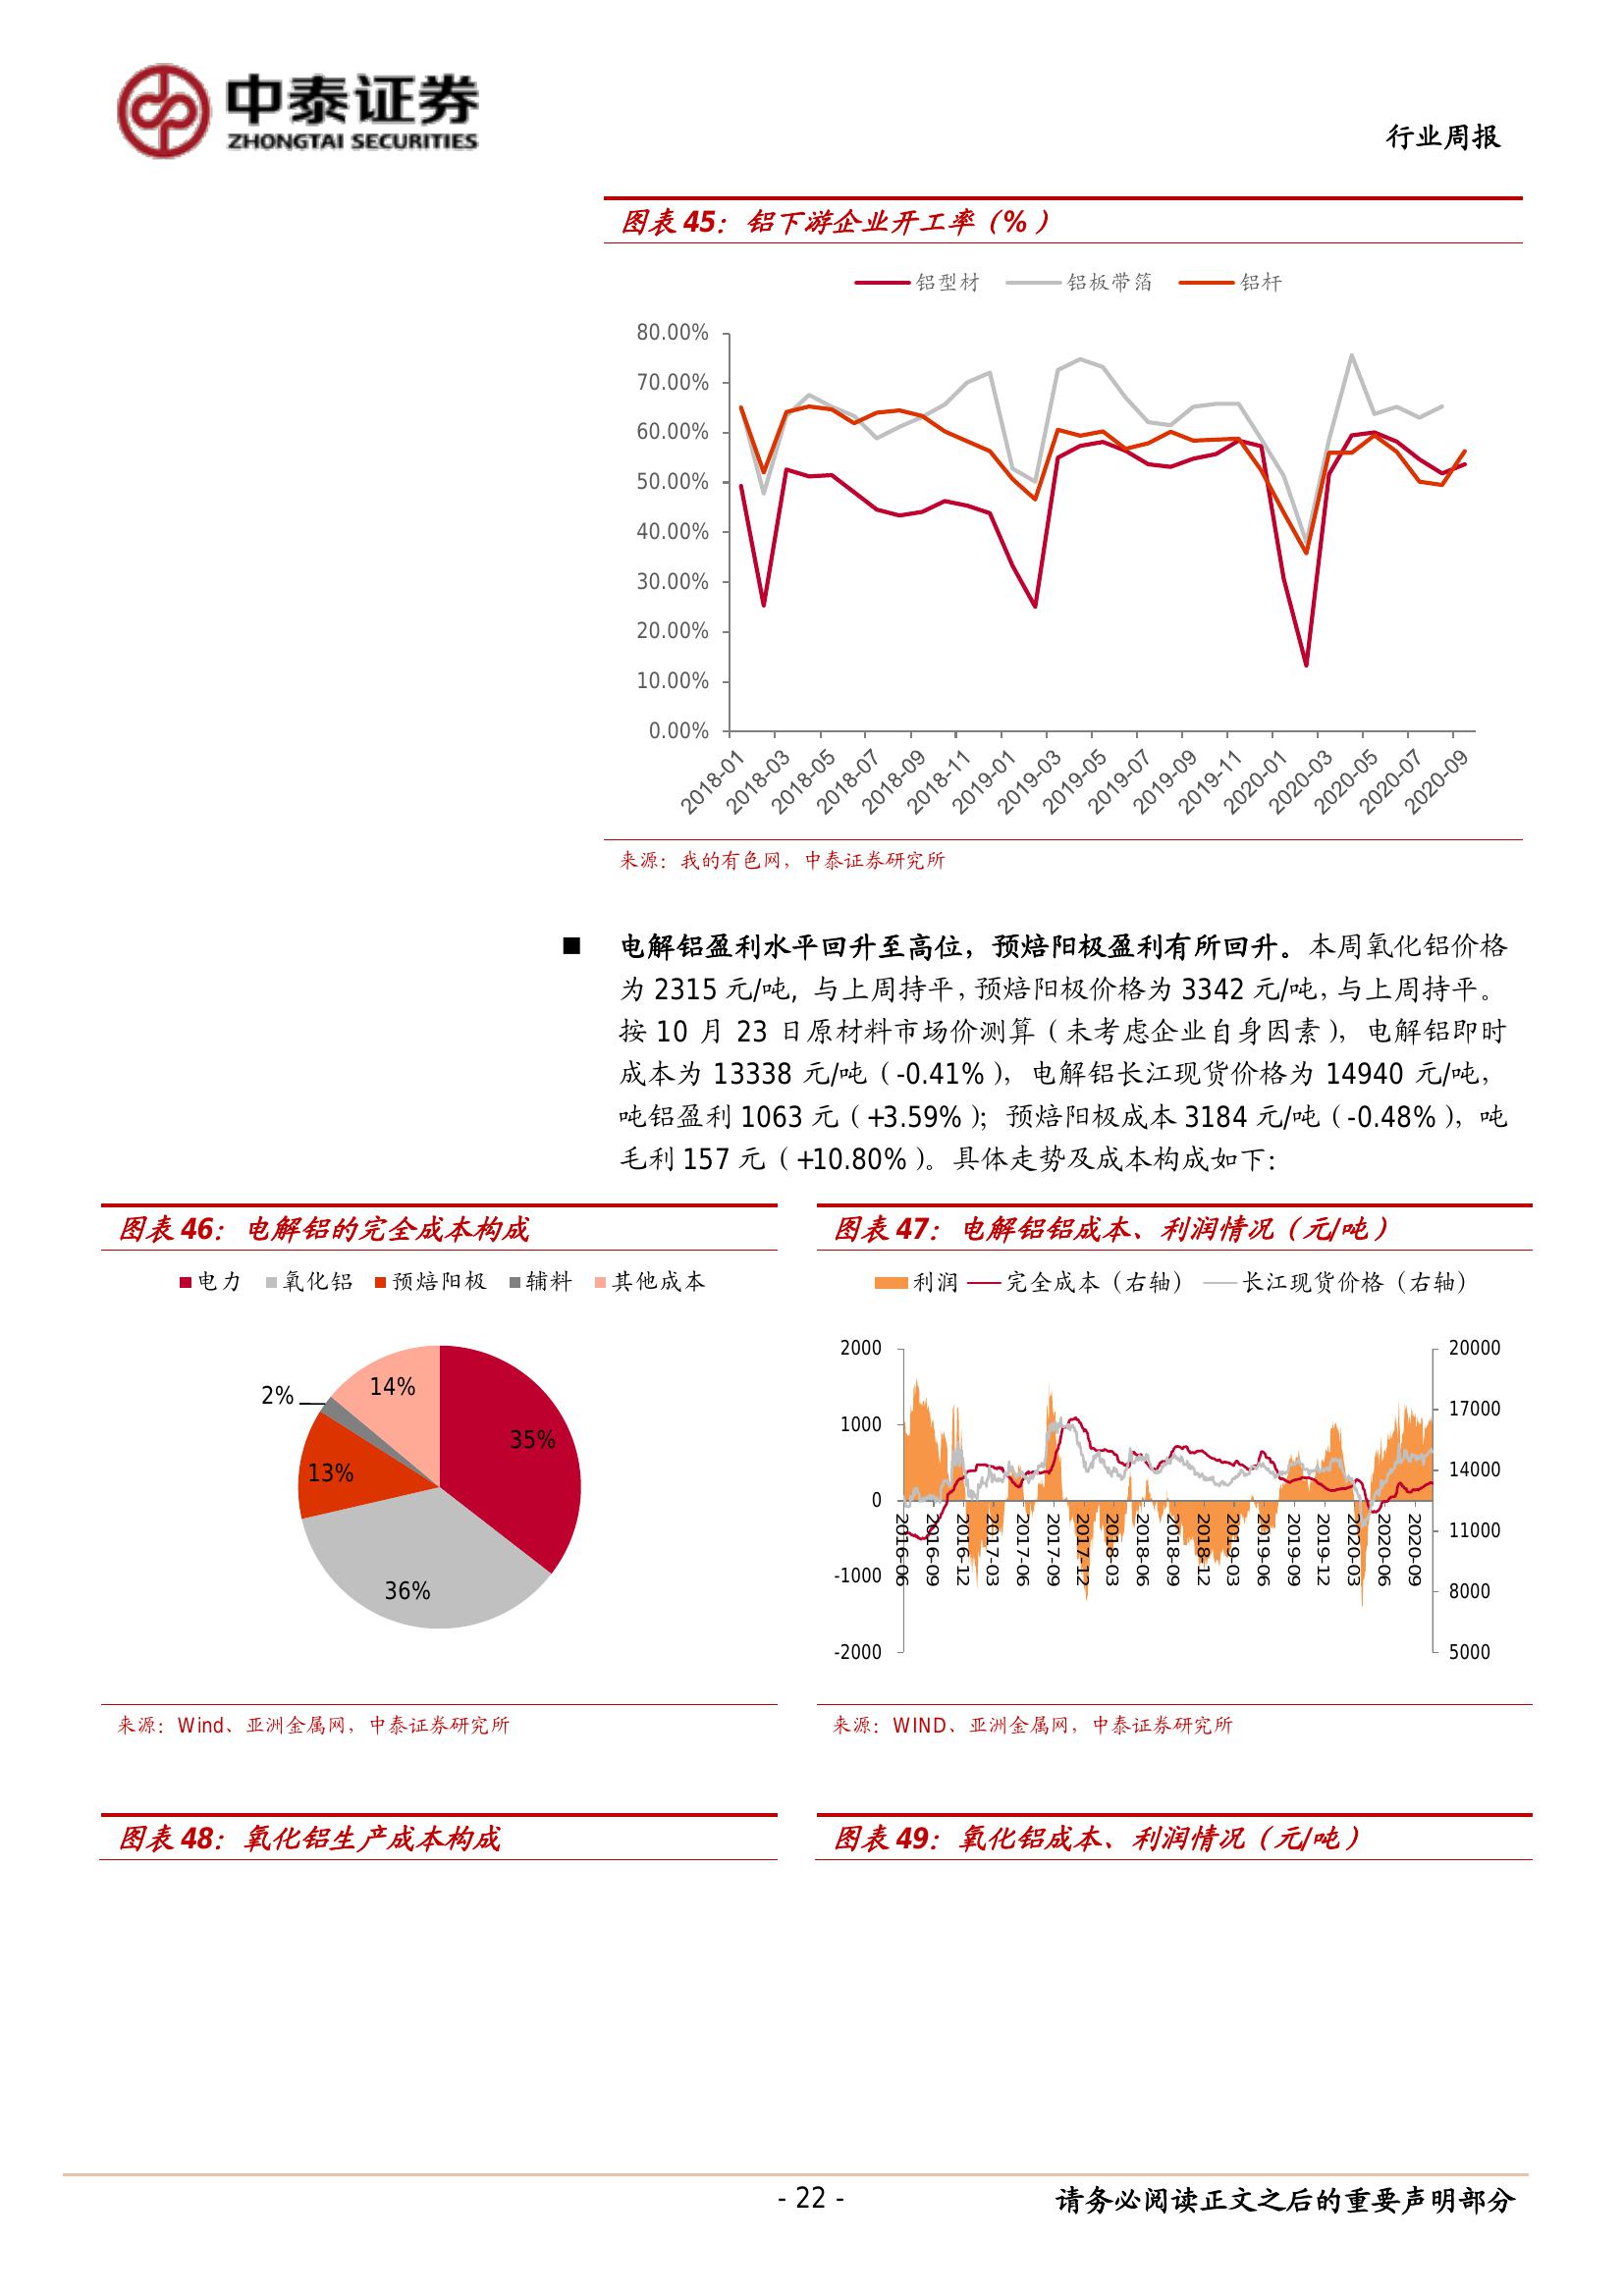 中泰证券
ZHONGTAI SECURITIES
行业周报
图表 45：铝下游企业开工率（%）
铝型材 铝板带箔 铝杆
80.00%
70.00%
60.00%
50.00%
40.00%
30.00%
20.00%
10.00%
0.00%
2018-01 2018-03 2018-05 2018-07 2018-09 2018-11 2019-01 2019-03 2019-05 2019-07 2019-09 2019-11 2020-01 2020-03 2020-05 2020-07 2020-09
来源：我的有色网，中泰证券研究所
■ 电解铝盈利水平回升至高位，预焙阳极盈利有所回升。本周氧化铝价格
为 2315 元/吨，与上周持平，预焙阳极价格为 3342 元/吨，与上周持平。
按 10 月 23 日原材料市场价测算（未考虑企业自身因素），电解铝即时
成本为 13338 元/吨（-0.41%），电解铝长江现货价格为 14940 元/吨，
吨铝盈利 1063 元（+3.59%）；预焙阳极成本 3184 元/吨（-0.48%），吨
毛利 157 元（+10.80%）。具体走势及成本构成如下：
图表 46：电解铝的完全成本构成
电力 氧化铝 预焙阳极 辅料 其他成本
14%
2%
35%
13%
36%
来源：Wind、亚洲金属网，中泰证券研究所
图表 47：电解铝铝成本、利润情况（元/吨）
利润 完全成本（右轴） 长江现货价格（右轴）
2000 20000
1000 17000
0 14000
-1000 11000
-2000 8000
5000
2016-06 2016-09 2016-12 2017-03 2017-06 2017-09 2017-12 2018-03 2018-06 2018-09 2018-12 2019-03 2019-06 2019-09 2019-12 2020-03 2020-06 2020-09
来源：WIND、亚洲金属网，中泰证券研究所
图表 48：氧化铝生产成本构成
图表 49：氧化铝成本、利润情况（元/吨）
- 22 -
请务必阅读正文之后的重要声明部分